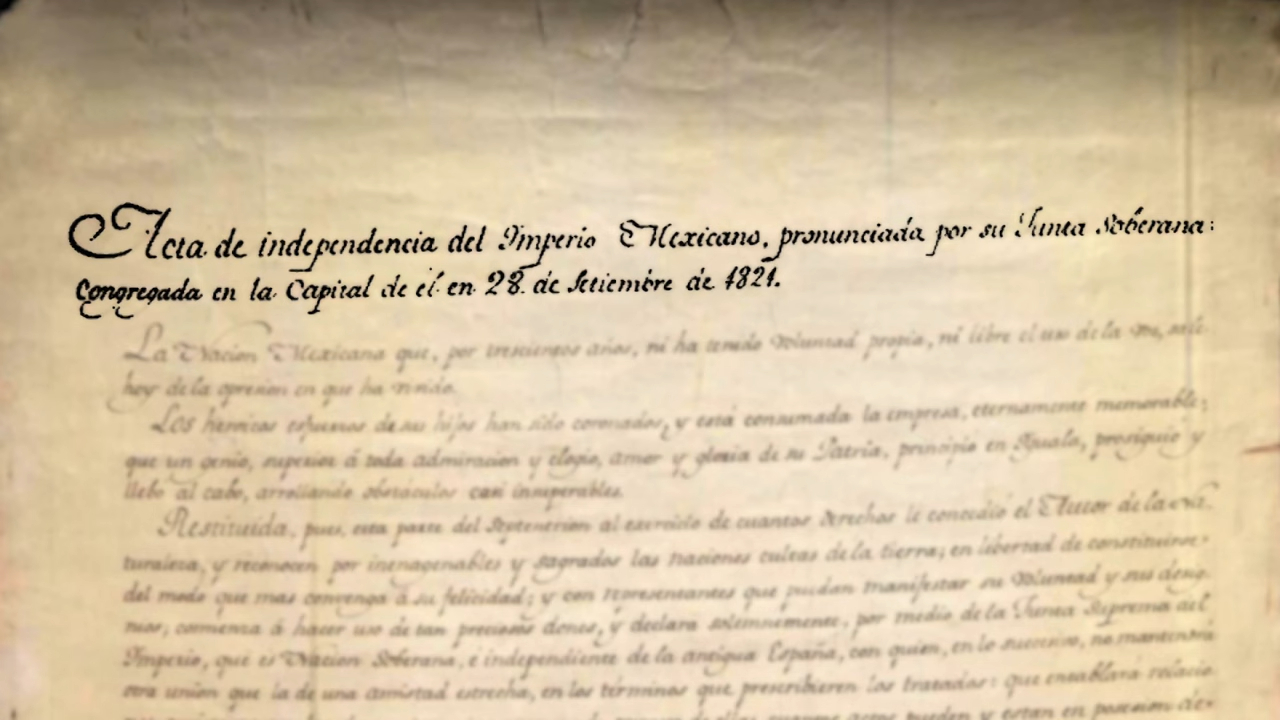 Acta de independencia del Imperio Mexicano, pronunciada por su Junta Soberana:
Congregada en la Capital de él en 28. de Setiembre de 1821.
La Nacion Mexicana que, por trescientos años, ni ha tenido voluntad propia, ni libre el uso de la voz, sale
hoy de la opresion en que ha vivido.
Los heroicos esfuerzos de sus hijos han sido coronados, y está consumada la empresa, eternamente memorable,
que un genio, superior á toda admiracion y elogio, amor y gloria de su Patria, principió en Iguala, prosiguió y
llebó al cabo, arrollando obstáculos casi insuperables.
Restituida, pues, esta parte del Septentrion al exercicio de cuantos derechos le concedió el Autor de la Na-
turaleza, y reconocen por inenagenables y sagrados las naciones cultas de la tierra; en libertad de constituirse
del modo que mas convenga á su felicidad; y con representantes que puedan manifestar su voluntad y sus desig-
nios, comienza á hacer uso de tan preciosos dones, y declara solemnemente, por medio de la Junta Suprema del
Imperio, que es Nacion Soberana, é independiente de la antigua España, con quien, en lo sucesivo, no mantendrá
otra union que la de una amistad estrecha, en los términos que prescribieren los tratados: que entablará relacio
pueden y estan en posesion de